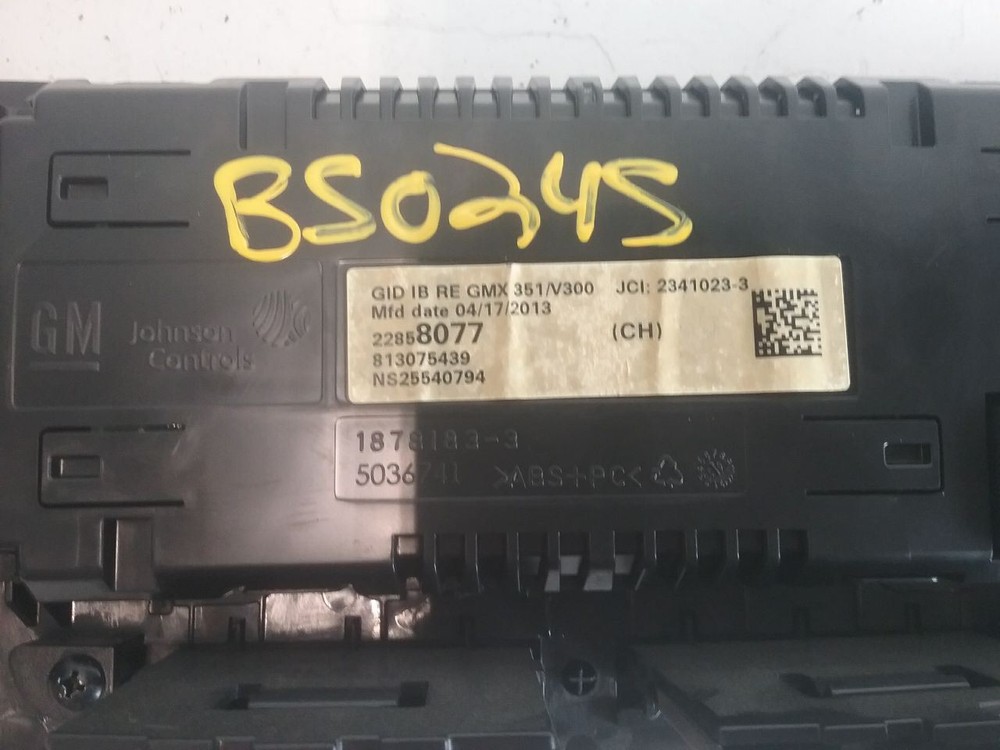 BS0245
GM
Johnson
Controls
GID IB RE GMX 351/V300 JCI: 2341023-3
Mfd date 04/17/2013
22858077 (CH)
813075439
NS25540794
1878183-3
5036741 >ABS+PC<